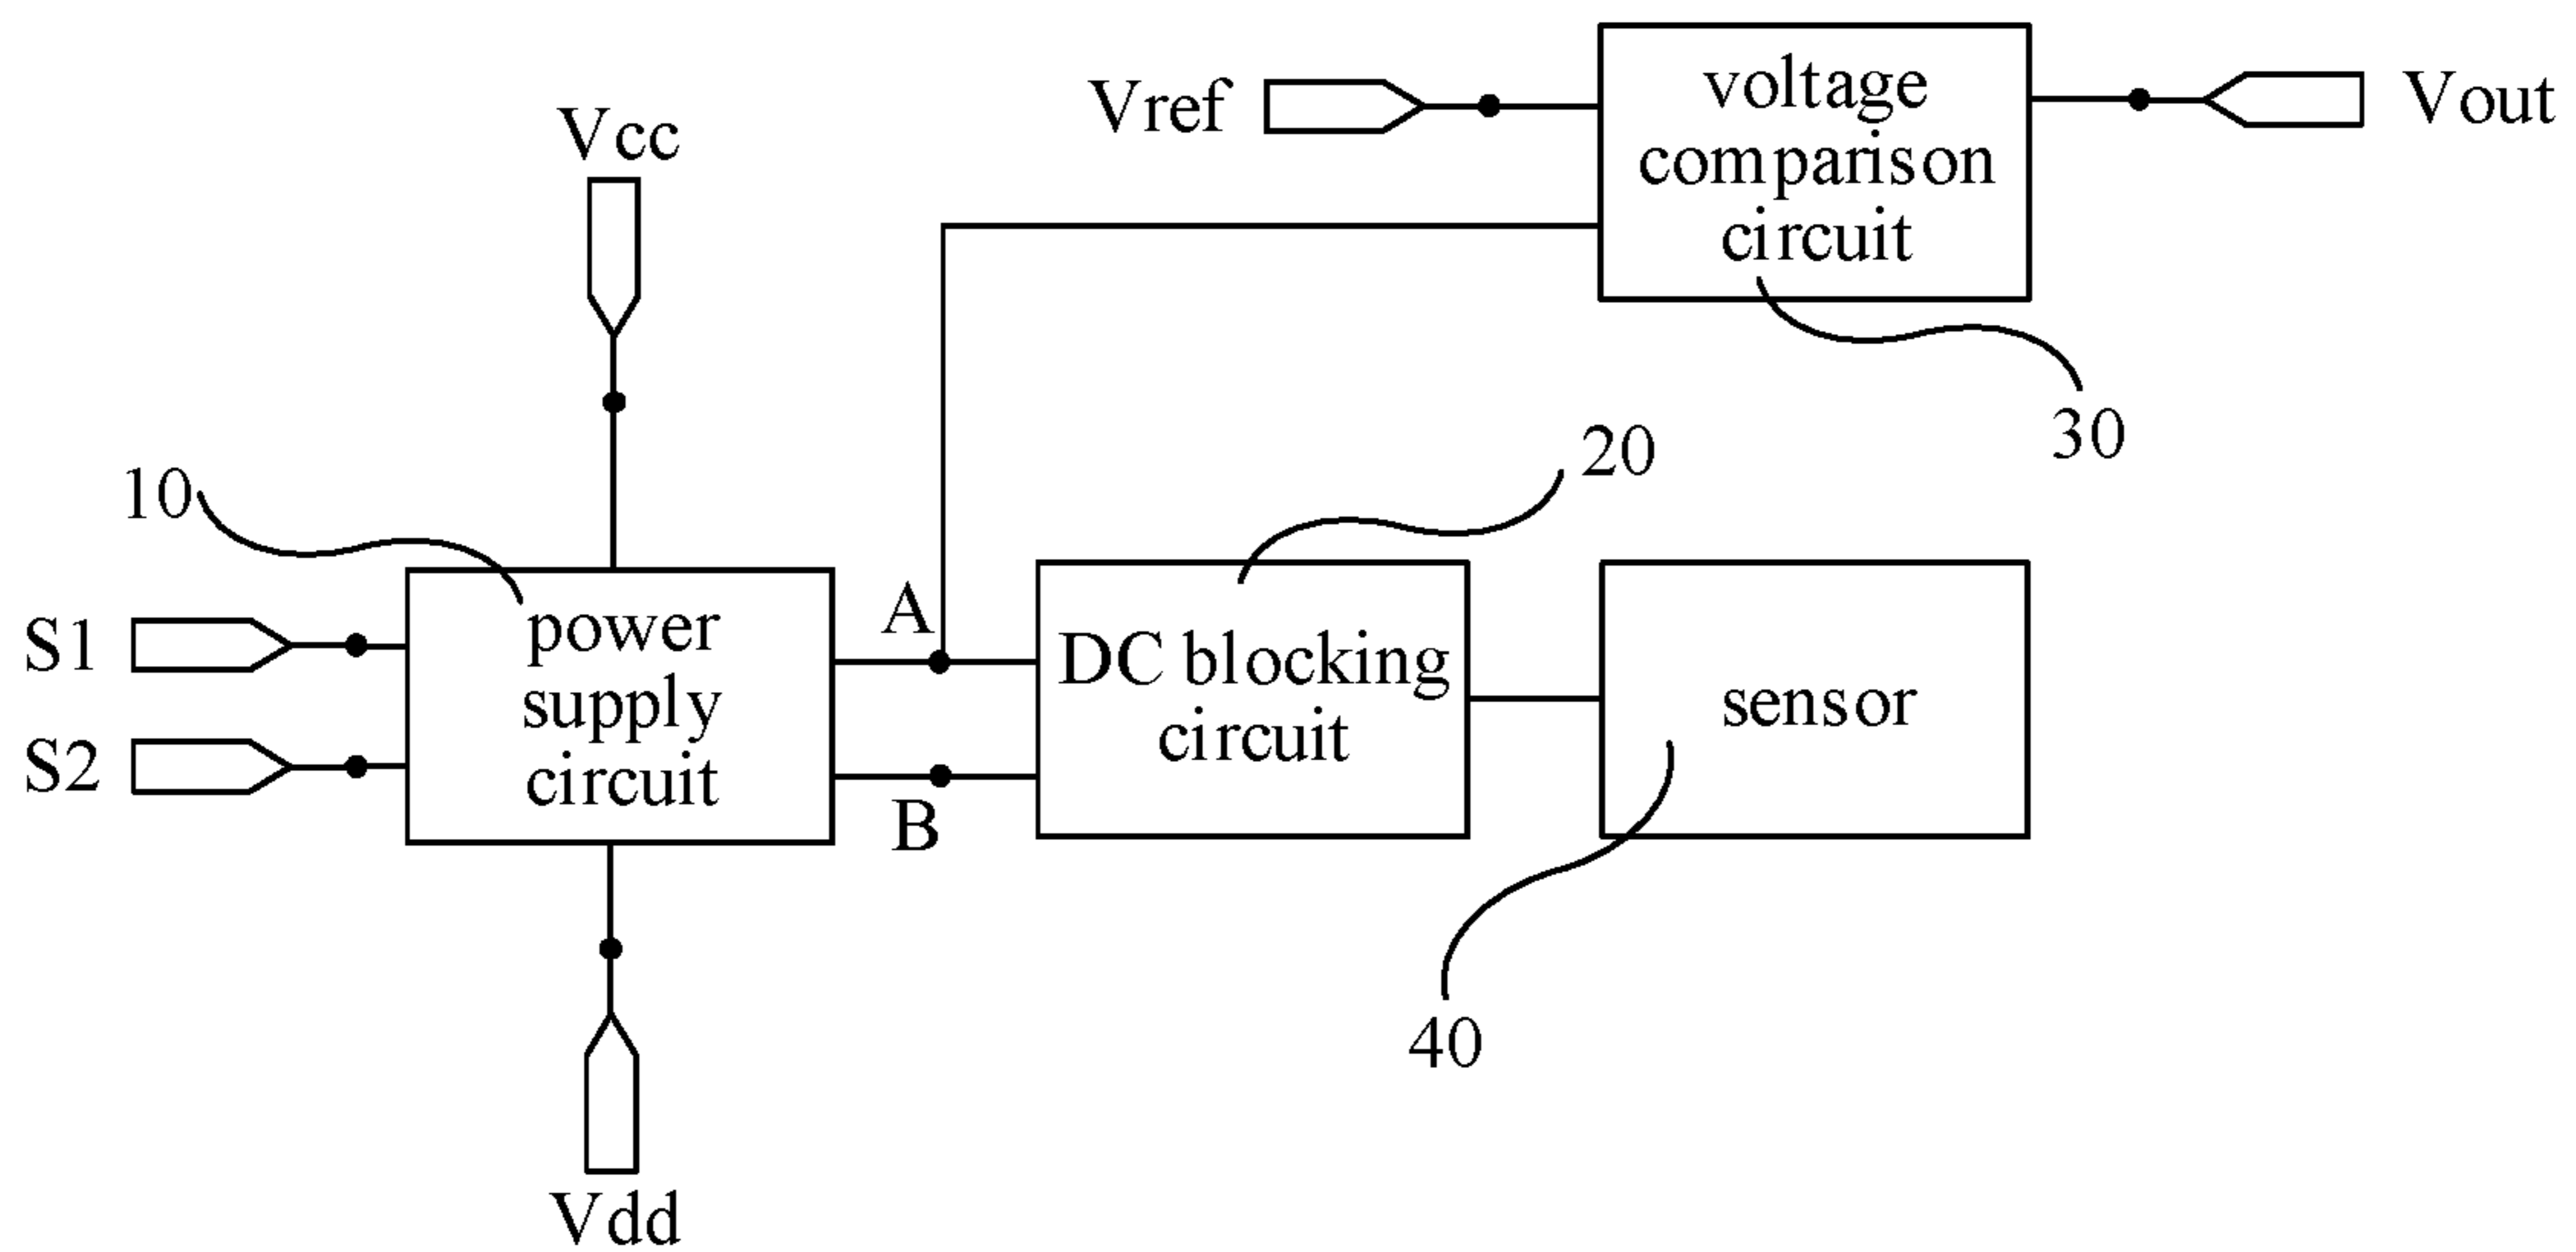 Vref
voltage
comparison
circuit
Vout
Vcc
30
20
10
A
S1
power
supply
circuit
DC blocking
circuit
sensor
S2
B
40
Vdd